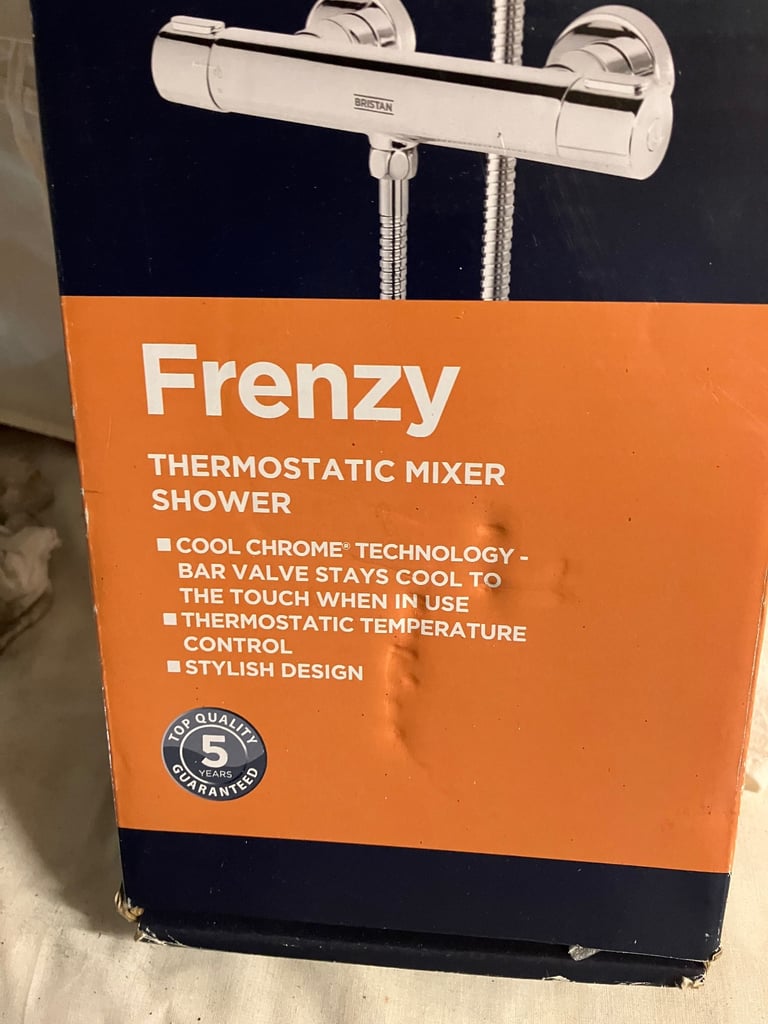 BRISTAN
Frenzy
THERMOSTATIC MIXER
SHOWER
COOL CHROME® TECHNOLOGY -
BAR VALVE STAYS COOL TO
THE TOUCH WHEN IN USE
THERMOSTATIC TEMPERATURE
CONTROL
STYLISH DESIGN
TOP QUALITY
5
YEARS
GUARANTEED